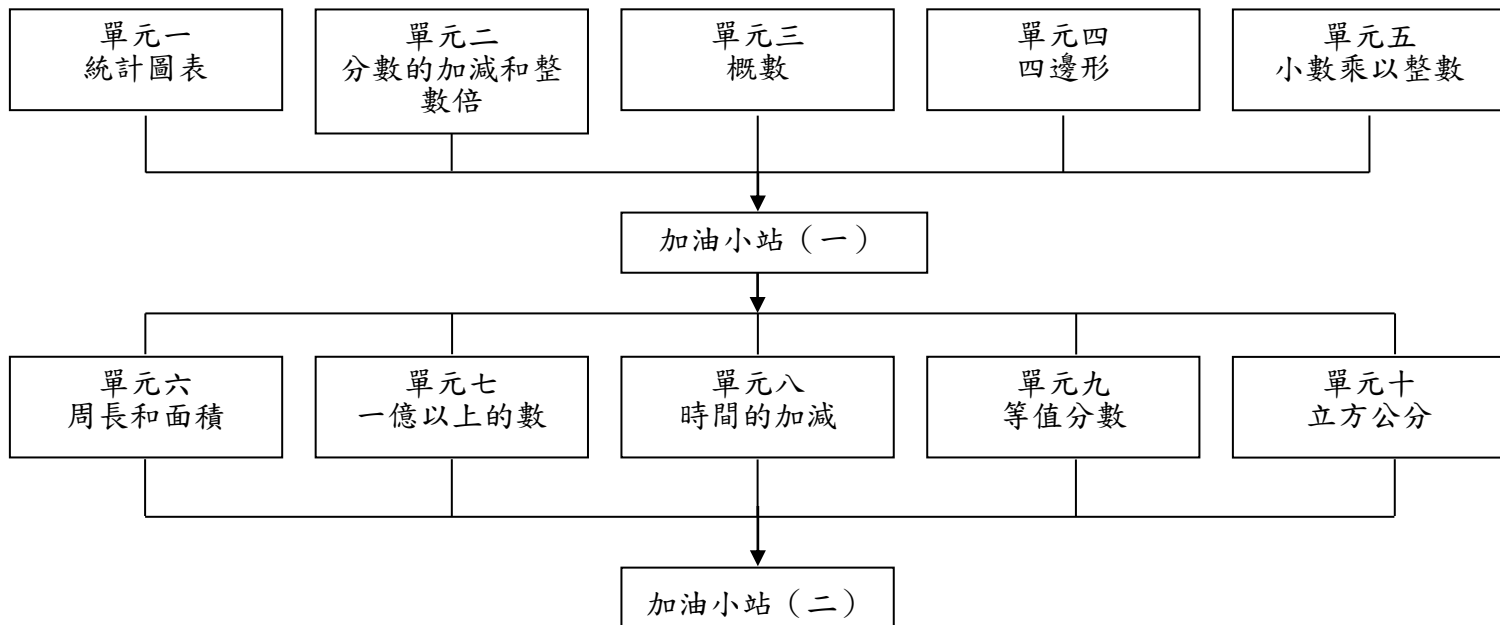 單元一
統計圖表
單元二
分數的加減和整
數倍
單元三
概數
單元四
四邊形
單元五
小數乘以整數
加油小站（一）
單元六
周長和面積
單元七
一億以上的數
單元八
時間的加減
單元九
等值分數
單元十
立方公分
加油小站（二）